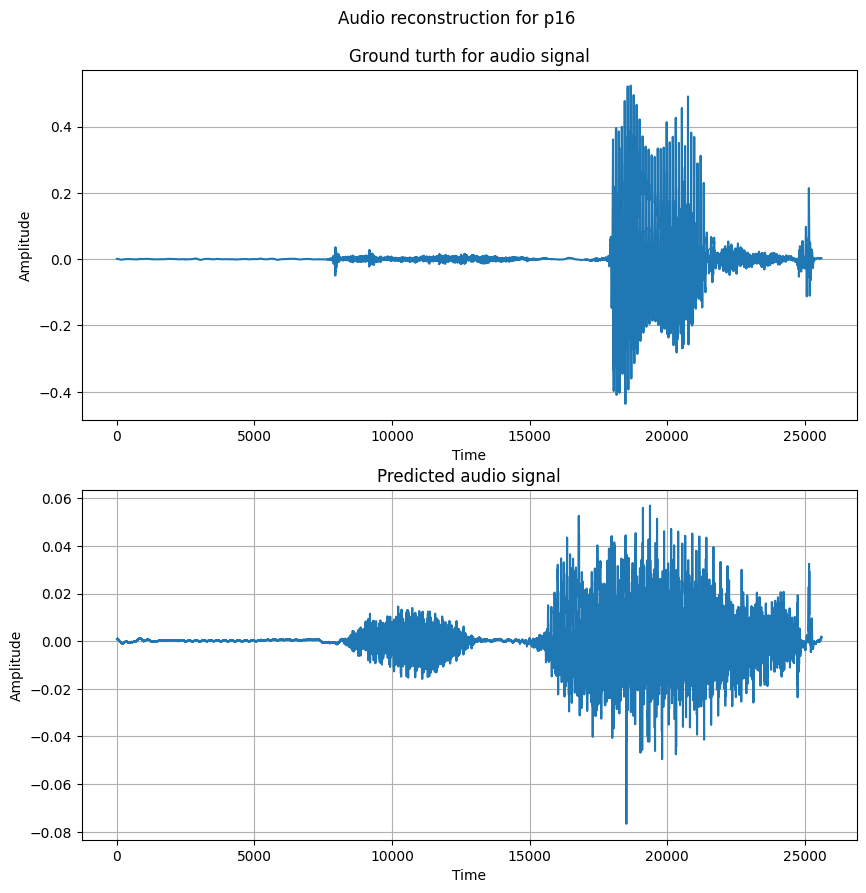 Audio reconstruction for p16
Ground turth for audio signal
0.4
0.2
0.0
−0.2
−0.4
Amplitude
0 5000 10000 15000 20000 25000
Time
Predicted audio signal
0.06
0.04
0.02
0.00
−0.02
−0.04
−0.06
−0.08
Amplitude
0 5000 10000 15000 20000 25000
Time